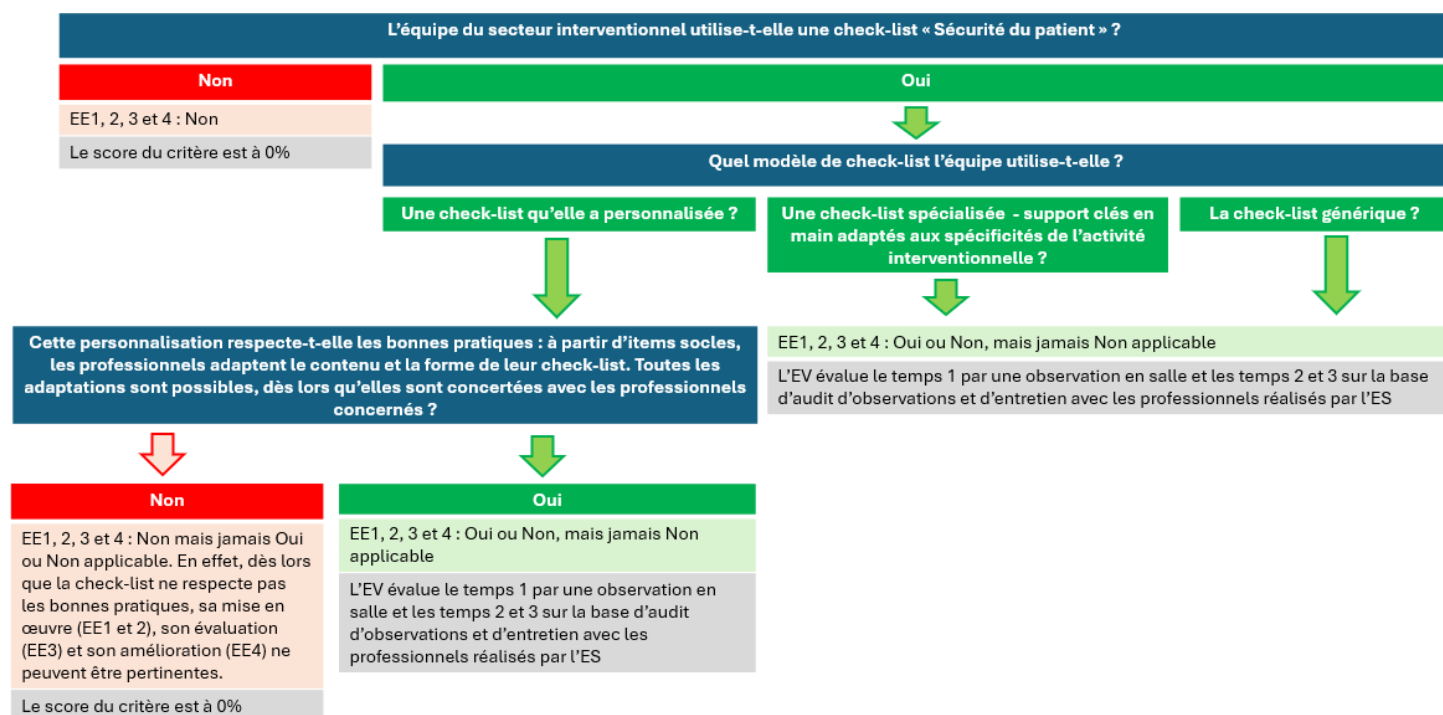 L'équipe du secteur interventionnel utilise-t-elle une check-list « Sécurité du patient » ?
Non
Oui
EE1, 2, 3 et 4 : Non
Le score du critère est à 0%
Quel modèle de check-list l'équipe utilise-t-elle ?
Une check-list qu'elle a personnalisée ?
Une check-list spécialisée - support clés en
main adaptés aux spécificités de l'activité
interventionnelle ?
La check-list générique ?
Cette personnalisation respecte-t-elle les bonnes pratiques : à partir d'items socles,
les professionnels adaptent le contenu et la forme de leur check-list. Toutes les
adaptations sont possibles, dès lors qu'elles sont concertées avec les professionnels
concernés ?
EE1, 2, 3 et 4 : Oui ou Non, mais jamais Non applicable
L'EV évalue le temps 1 par une observation en salle et les temps 2 et 3 sur la base
d'audit d'observations et d'entretien avec les professionnels réalisés par l'ES
Non
EE1, 2, 3 et 4 : Non mais jamais Oui
ou Non applicable. En effet, dès lors
que la check-list ne respecte pas
les bonnes pratiques, sa mise en
œuvre (EE1 et 2), son évaluation
(EE3) et son amélioration (EE4) ne
peuvent être pertinentes.
Le score du critère est à 0%
Oui
EE1, 2, 3 et 4 : Oui ou Non, mais jamais Non
applicable
L'EV évalue le temps 1 par une observation en
salle et les temps 2 et 3 sur la base d'audit
d'observations et d'entretien avec les
professionnels réalisés par l'ES